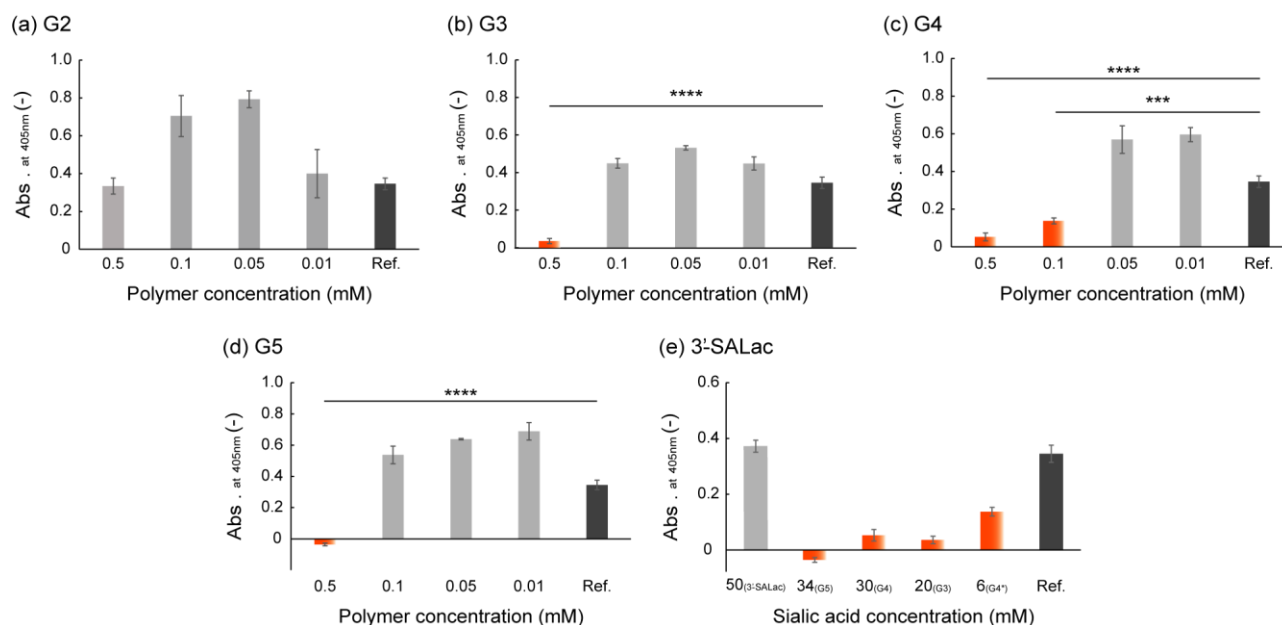 (a) G2
1.0
0.8
0.6
0.4
0.2
0
Abs . at 405nm (-)
0.5 0.1 0.05 0.01 Ref.
Polymer concentration (mM)
(b) G3
1.0
0.8
0.6
0.4
0.2
0
Abs . at 405nm (-)
****
0.5 0.1 0.05 0.01 Ref.
Polymer concentration (mM)
(c) G4
1.0
0.8
0.6
0.4
0.2
0
Abs . at 405nm (-)
****
***
0.5 0.1 0.05 0.01 Ref.
Polymer concentration (mM)
(d) G5
1.0
0.8
0.6
0.4
0.2
0
Abs . at 405nm (-)
****
0.5 0.1 0.05 0.01 Ref.
Polymer concentration (mM)
(e) 3'-SALac
0.6
0.4
0.2
0
Abs . at 405nm (-)
50(3'-SALac) 34(G5) 30(G4) 20(G3) 6(G4*) Ref.
Sialic acid concentration (mM)